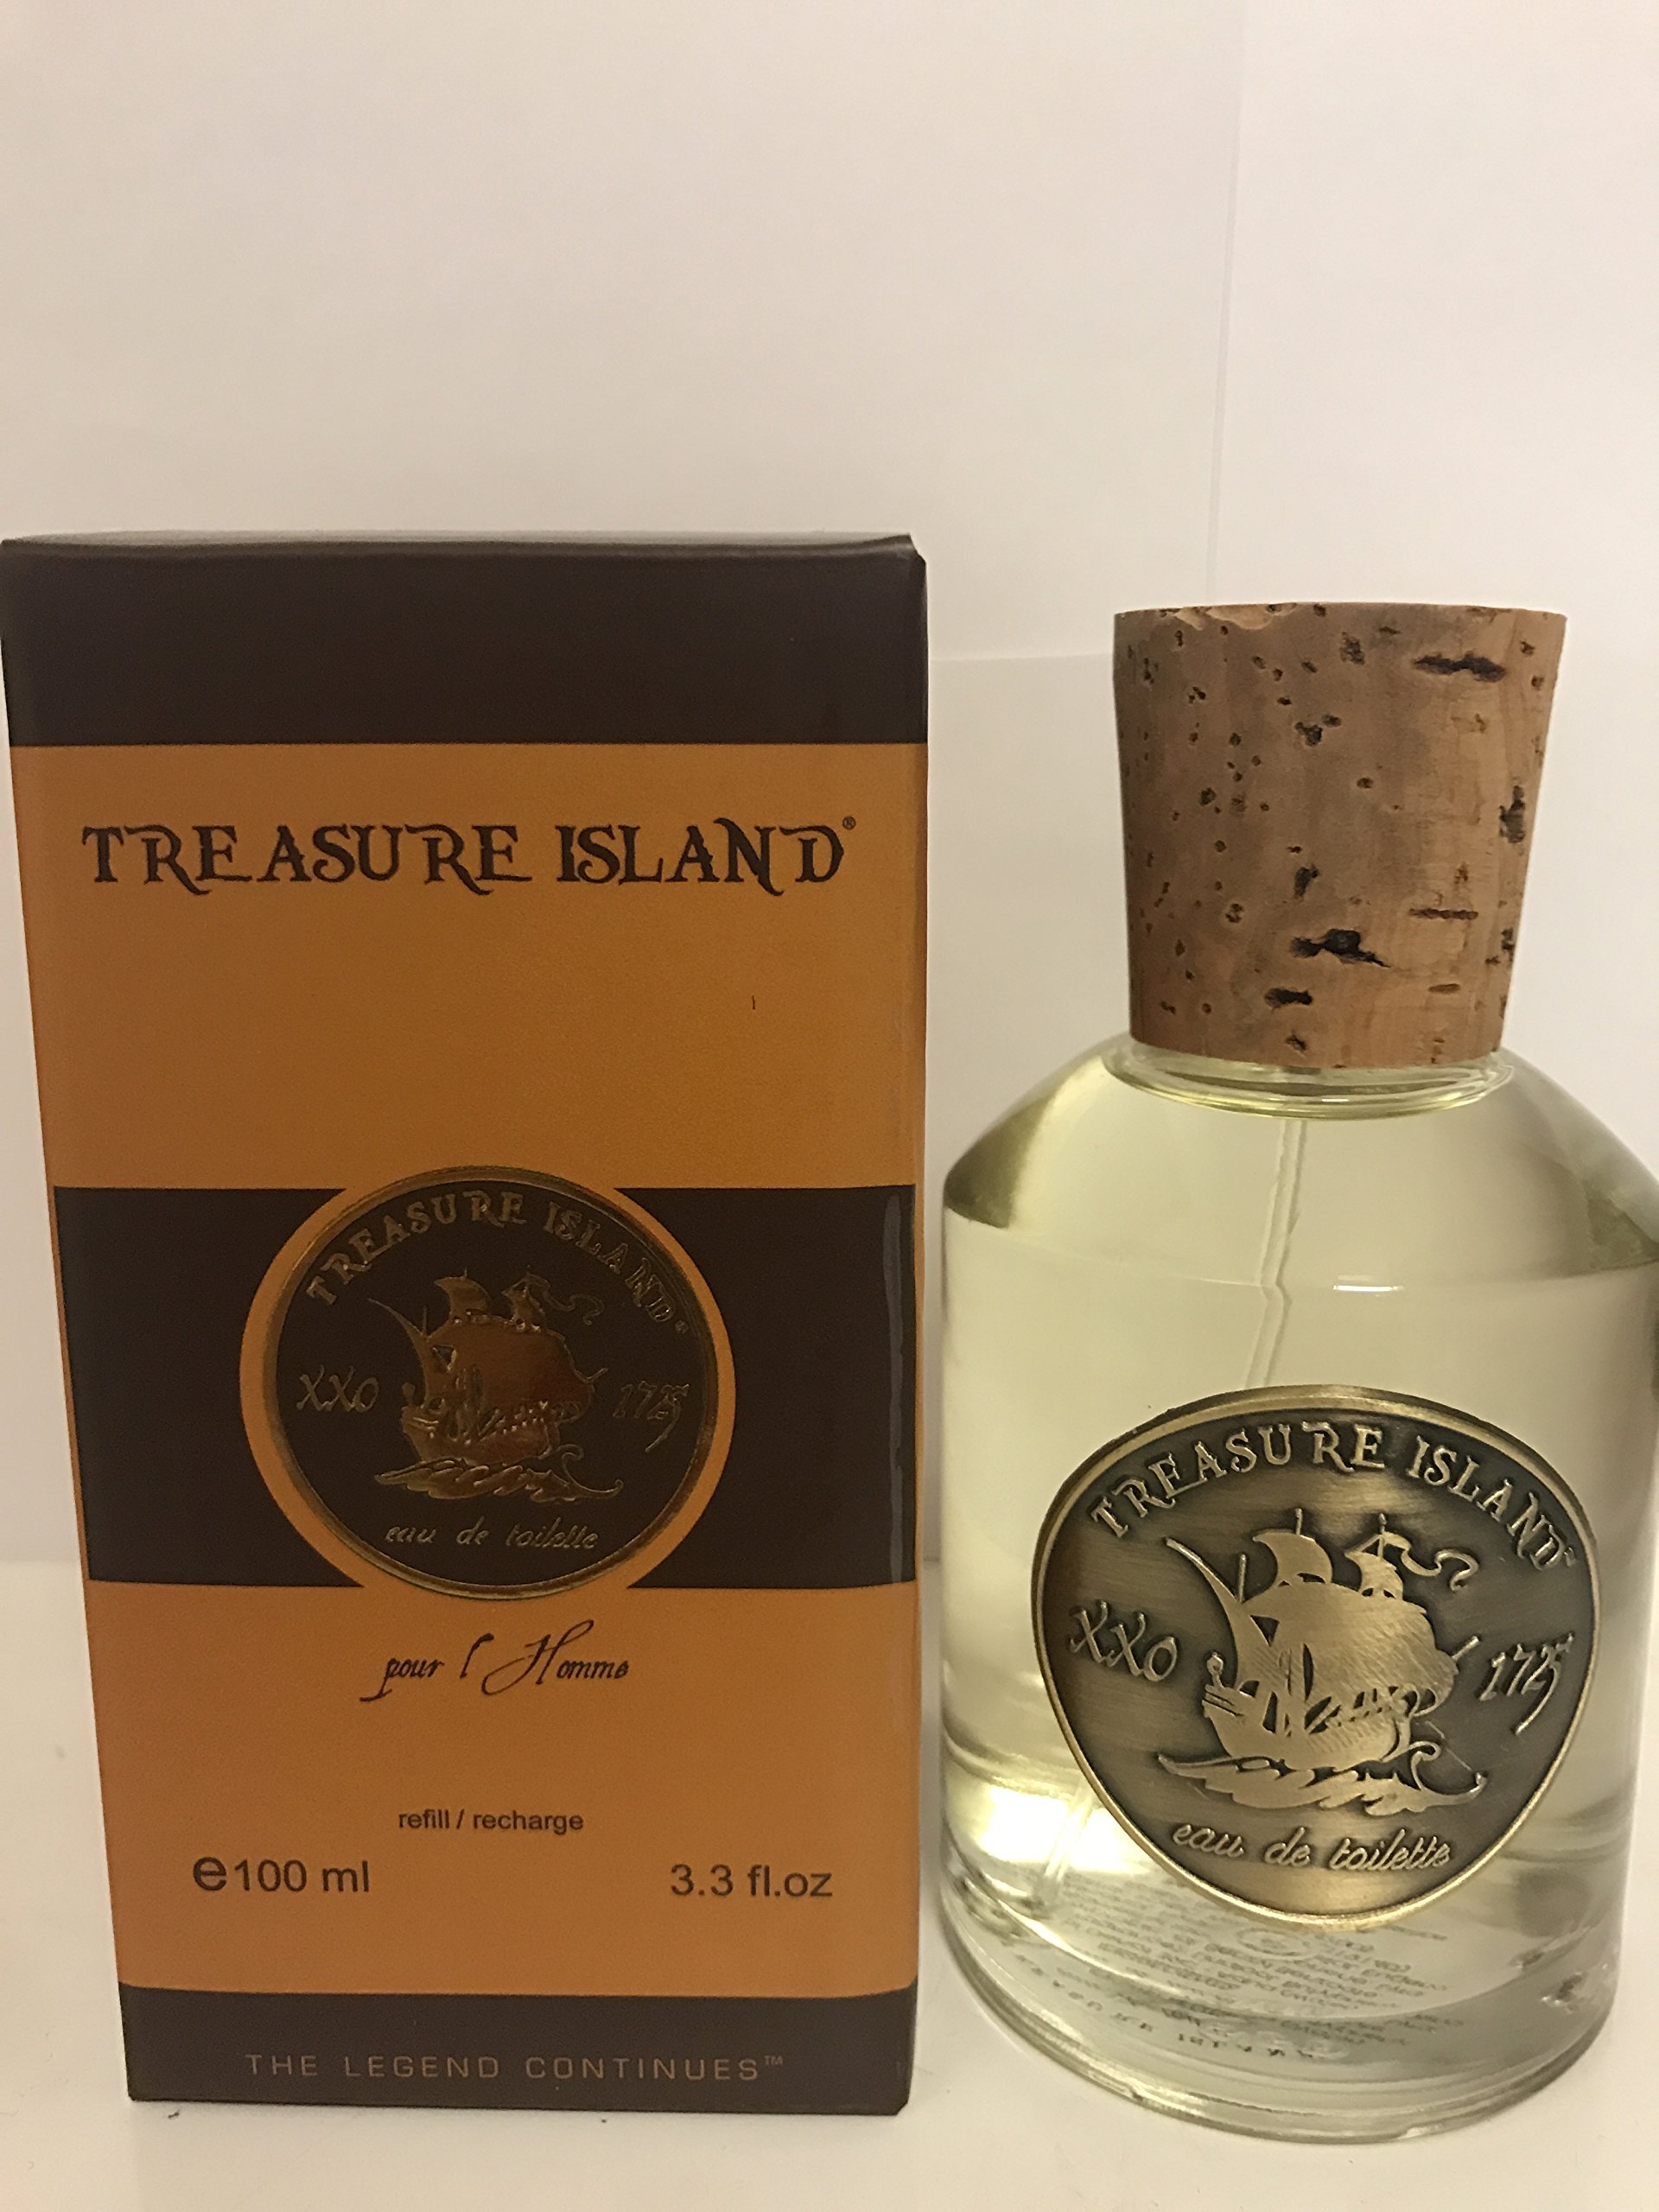 TREASURE ISLAND®
TREASURE ISLAND®
XXO 1725
eau de toilette
pour l'Homme
refill / recharge
e100 ml 3.3 fl.oz
THE LEGEND CONTINUES™
TREASURE ISLAND®
XXO 1725
eau de toilette